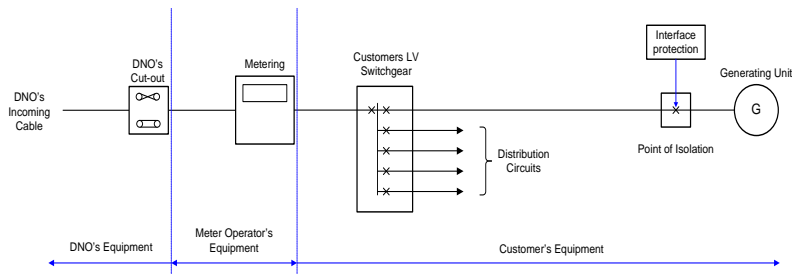 Interface
protection
DNO's
Cut-out
Metering
Customers LV
Switchgear
Generating Unit
DNO's
Incoming
Cable
G
Distribution
Circuits
Point of Isolation
DNO's Equipment
Meter Operator's
Equipment
Customer's Equipment